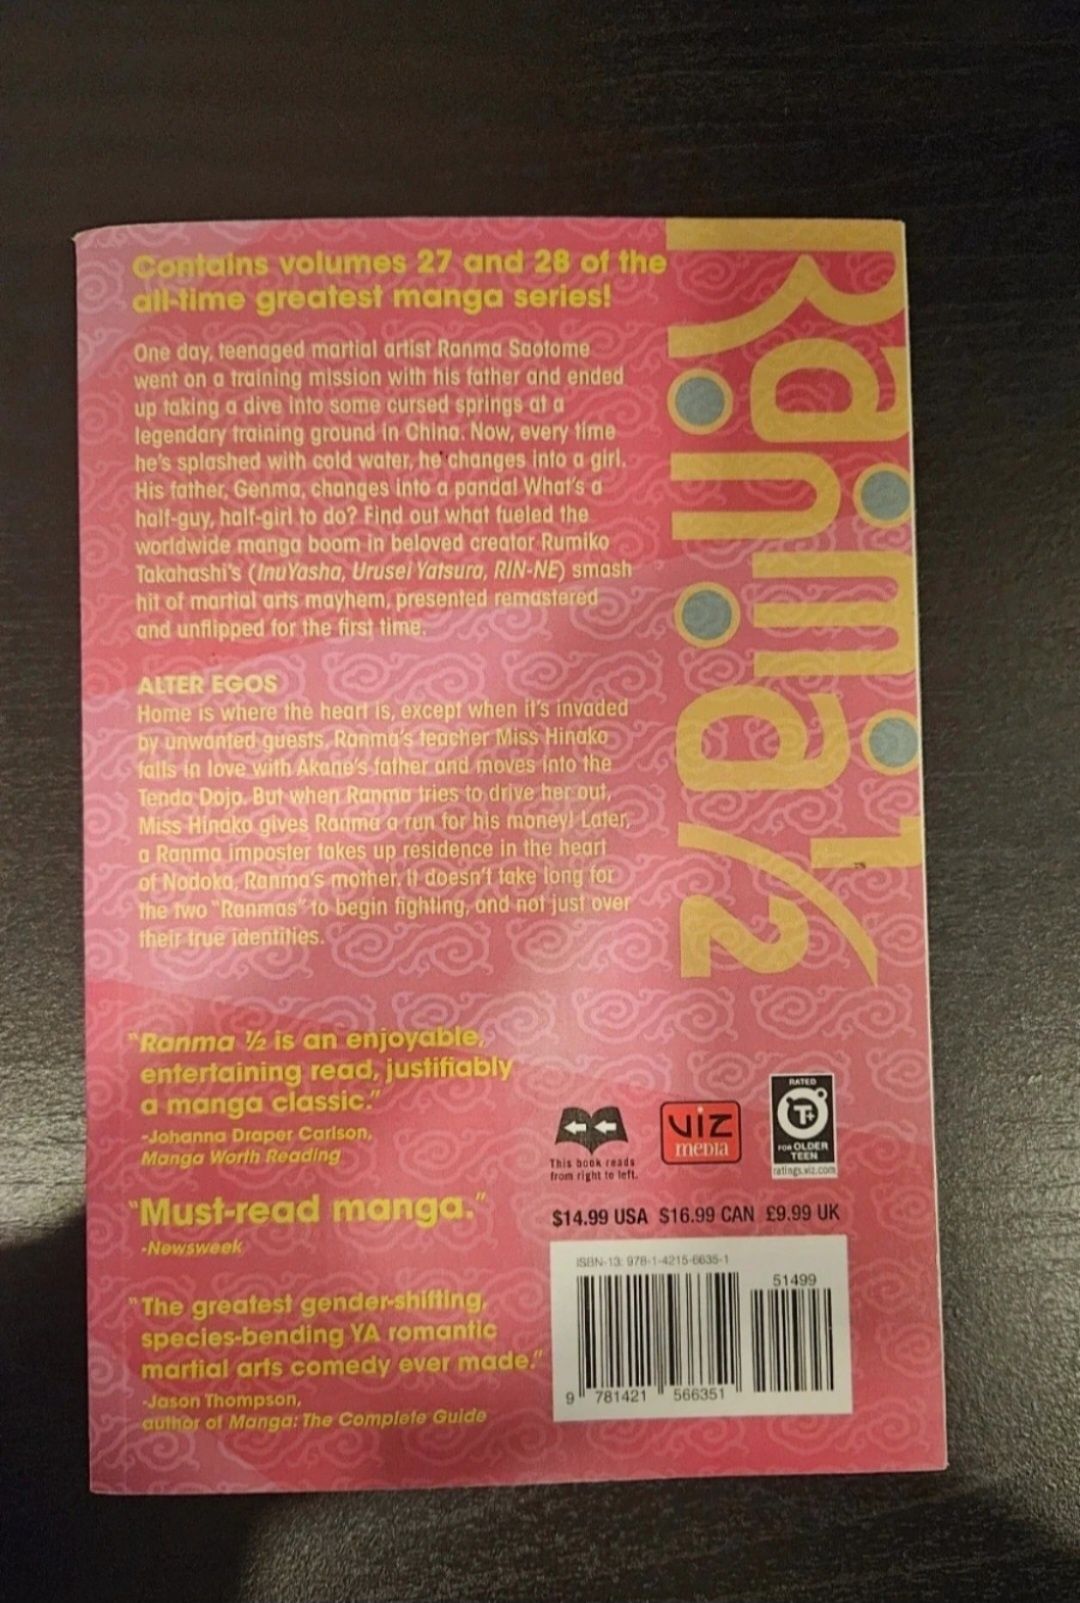 Contains volumes 27 and 28 of the
all-time greatest manga series!
One day, teenaged martial artist Ranma Saotome
went on a training mission with his father and ended
up taking a dive into some cursed springs at a
legendary training ground in China. Now, every time
he's splashed with cold water, he changes into a girl.
His father, Genma, changes into a panda! What's a
half-guy, half-girl to do? Find out what fueled the
worldwide manga boom in beloved creator Rumiko
Takahashi's (InuYasha, Urusei Yatsura, RIN-NE) smash
hit of martial arts mayhem, presented remastered
and unflipped for the first time.
ALTER EGOS
Home is where the heart is, except when it's invaded
by unwanted guests. Ranma's teacher Miss Hinako
falls in love with Akane's father and moves into the
Tendo Dojo. But when Ranma tries to drive her out,
Miss Hinako gives Ranma a run for his money! Later,
a Ranma imposter takes up residence in the heart
of Nodoka, Ranma's mother. It doesn't take long for
the two "Ranmas" to begin fighting, and not just over
their true identities.
"Ranma ½ is an enjoyable,
entertaining read, justifiably
a manga classic."
-Johanna Draper Carlson,
Manga Worth Reading
"Must-read manga."
-Newsweek
"The greatest gender-shifting,
species-bending YA romantic
martial arts comedy ever made."
-Jason Thompson,
author of Manga: The Complete Guide
Ranma ½
TM
This book reads
from right to left.
VIZ
media
RATED
T+
FOR OLDER
TEEN
ratings.viz.com
$14.99 USA $16.99 CAN £9.99 UK
ISBN-13: 978-1-4215-6635-1
51499
9 781421 566351